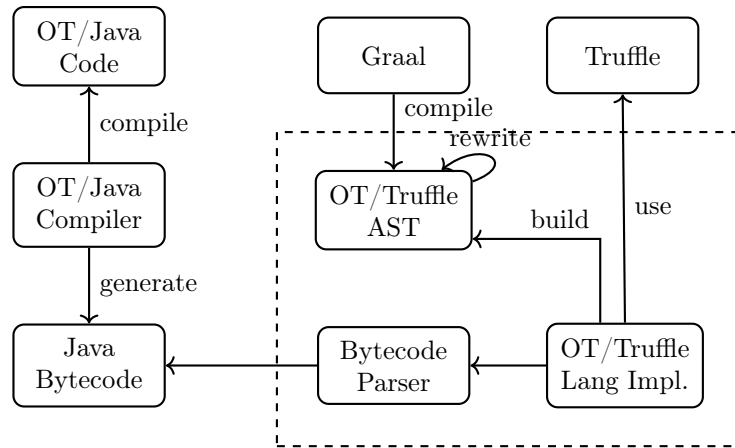 OT/Java
Code
Graal
Truffle
compile
compile
rewrite
OT/Java
Compiler
OT/Truffle
AST
build
use
generate
Java
Bytecode
Bytecode
Parser
OT/Truffle
Lang Impl.